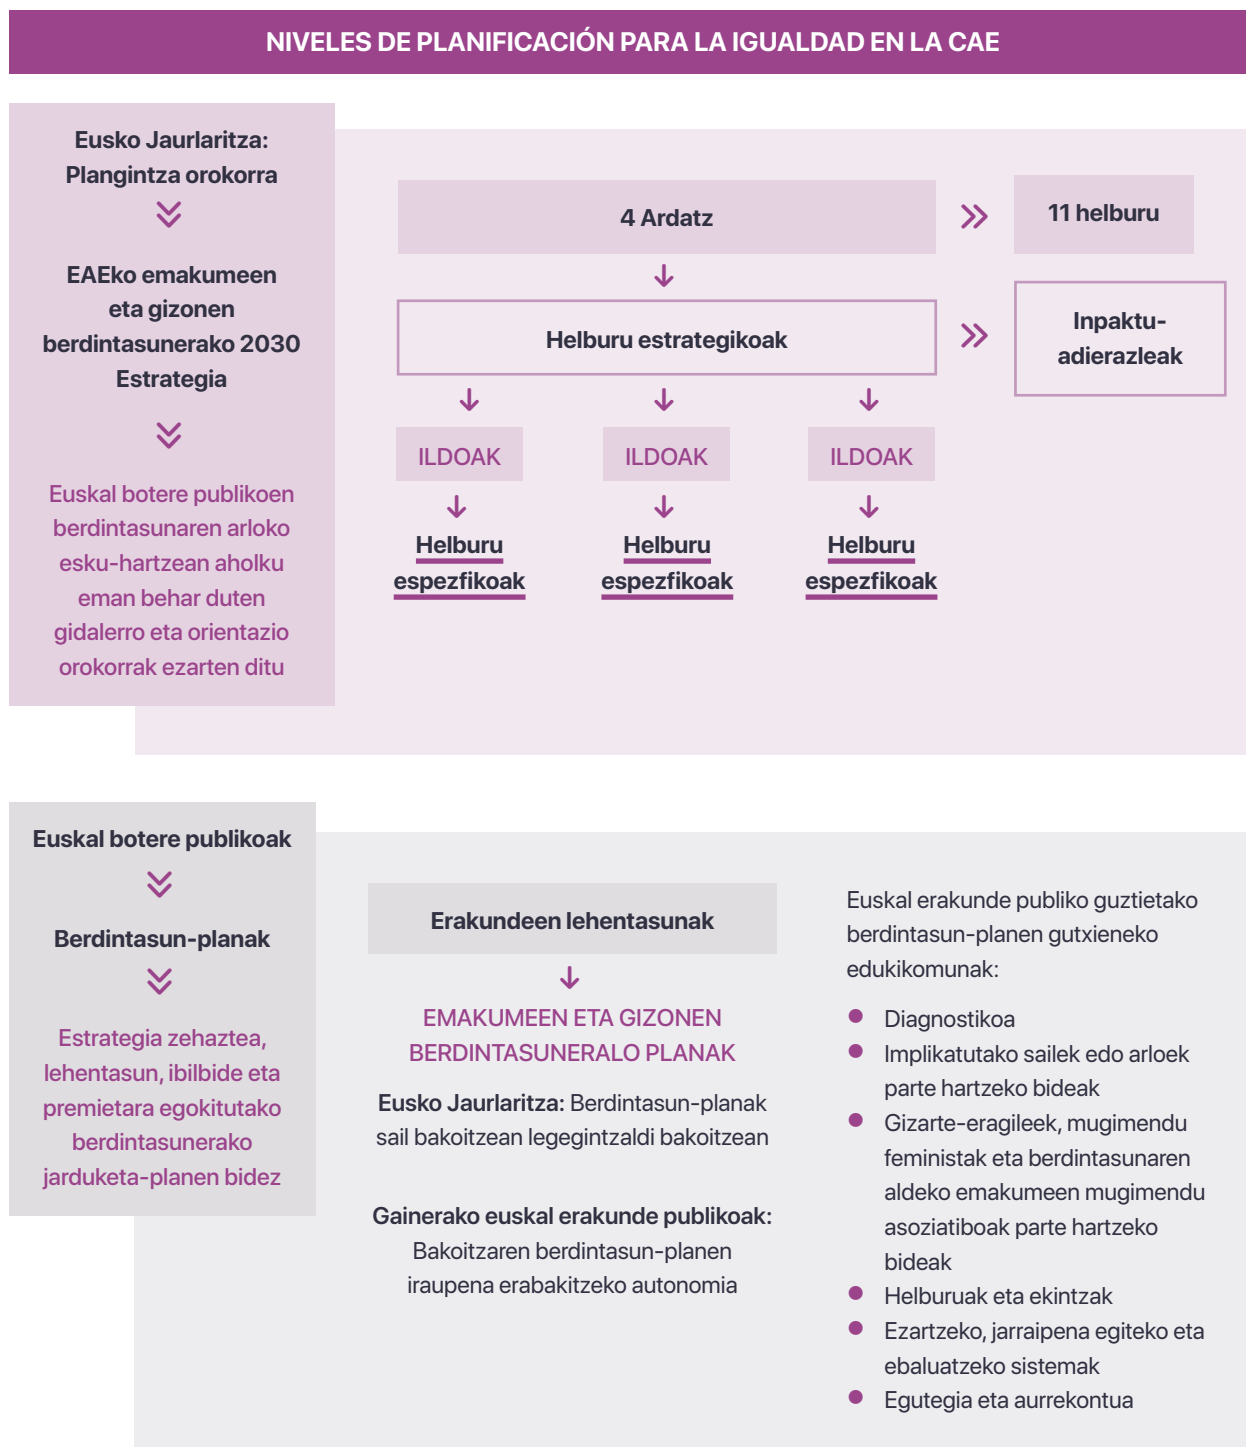 NIVELES DE PLANIFICACIÓN PARA LA IGUALDAD EN LA CAE
Eusko Jaurlaritza:
Plangintza orokorra
EAEko emakumeen
eta gizonen
berdintasunerako 2030
Estrategia
Euskal botere publikoen
berdintasunaren arloko
esku-hartzean aholku
eman behar duten
gidalerro eta orientazio
orokorrak ezarten ditu
4 Ardatz
11 helburu
Helburu estrategikoak
Inpaktu-
adierazleak
ILDOAK
ILDOAK
ILDOAK
Helburu
espezfikoak
Helburu
espezfikoak
Helburu
espezfikoak
Euskal botere publikoak
Berdintasun-planak
Estrategia zehaztea,
lehentasun, ibilbide eta
premietara egokitutako
berdintasunerako
jarduketa-planen bidez
Erakundeen lehentasunak
EMAKUMEEN ETA GIZONEN
BERDINTASUNERALO PLANAK
Eusko Jaurlaritza: Berdintasun-planak
sail bakoitzean legegintzaldi bakoitzean
Gainerako euskal erakunde publikoak:
Bakoitzaren berdintasun-planen
iraupena erabakitzeko autonomia
Euskal erakunde publiko guztietako
berdintasun-planen gutxieneko
edukikomunak:
Diagnostikoa
Implikatutako sailek edo arloek
parte hartzeko bideak
Gizarte-eragileek, mugimendu
feministak eta berdintasunaren
aldeko emakumeen mugimendu
asoziatiboak parte hartzeko
bideak
Helburuak eta ekintzak
Ezartzeko, jarraipena egiteko eta
ebaluatzeko sistemak
Egutegia eta aurrekontua